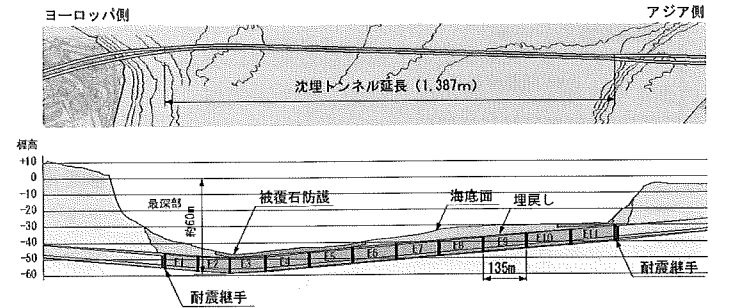 ヨーロッパ側
アジア側
沈埋トンネル延長(1,387m)
標高
+10
0
-10
-20
-30
-40
-50
-60
最深部
約60m
被覆石防護
海底面
埋戻し
E1 E2 E3 E4 E5 E6 E7 E8 E9 E10 E11
135m
耐震継手
耐震継手